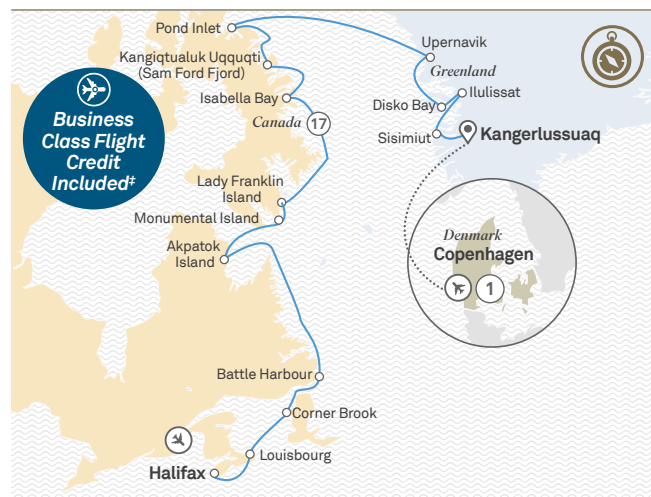 Pond Inlet
Kangiqtualuk Uqquqti
(Sam Ford Fjord)
Isabella Bay
Canada
17
Business
Class Flight
Credit
Included‡
Upernavik
Greenland
Ilulissat
Disko Bay
Sisimiut
Kangerlussuaq
Lady Franklin
Island
Monumental Island
Akpatok
Island
Denmark
Copenhagen
1
Battle Harbour
Corner Brook
Louisbourg
Halifax